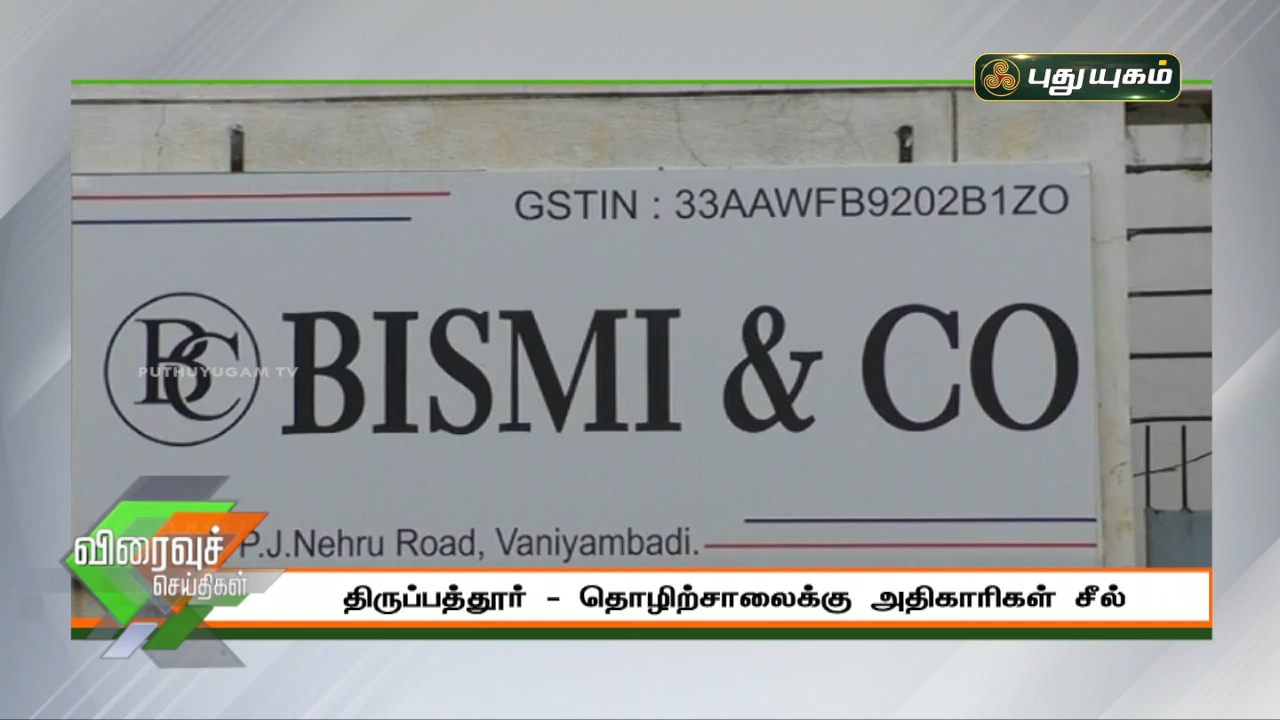 புதுயுகம்
GSTIN : 33AAWFB9202B1ZO
BC BISMI & CO
PUTHUYUGAM TV
P.J.Nehru Road, Vaniyambadi.
விரைவுச்
செய்திகள்
திருப்பத்தூர் - தொழிற்சாலைக்கு அதிகாரிகள் சீல்